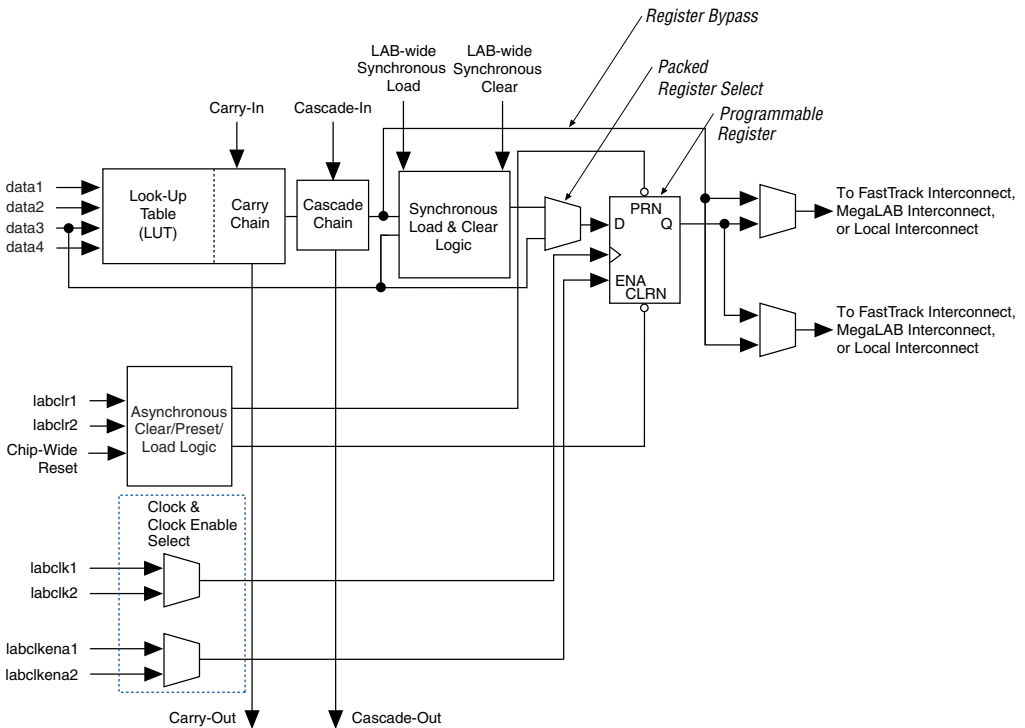 Register Bypass
LAB-wide
Synchronous
Load
LAB-wide
Synchronous
Clear
Packed
Register Select
Programmable
Register
Carry-In
Cascade-In
data1
data2
data3
data4
Look-Up
Table
(LUT)
Carry
Chain
Cascade
Chain
Synchronous
Load & Clear
Logic
PRN
D
Q
ENA
CLRN
To FastTrack Interconnect,
MegaLAB Interconnect,
or Local Interconnect
To FastTrack Interconnect,
MegaLAB Interconnect,
or Local Interconnect
labclr1
labclr2
Chip-Wide
Reset
Asynchronous
Clear/Preset/
Load Logic
Clock &
Clock Enable
Select
labclk1
labclk2
labclkena1
labclkena2
Carry-Out
Cascade-Out